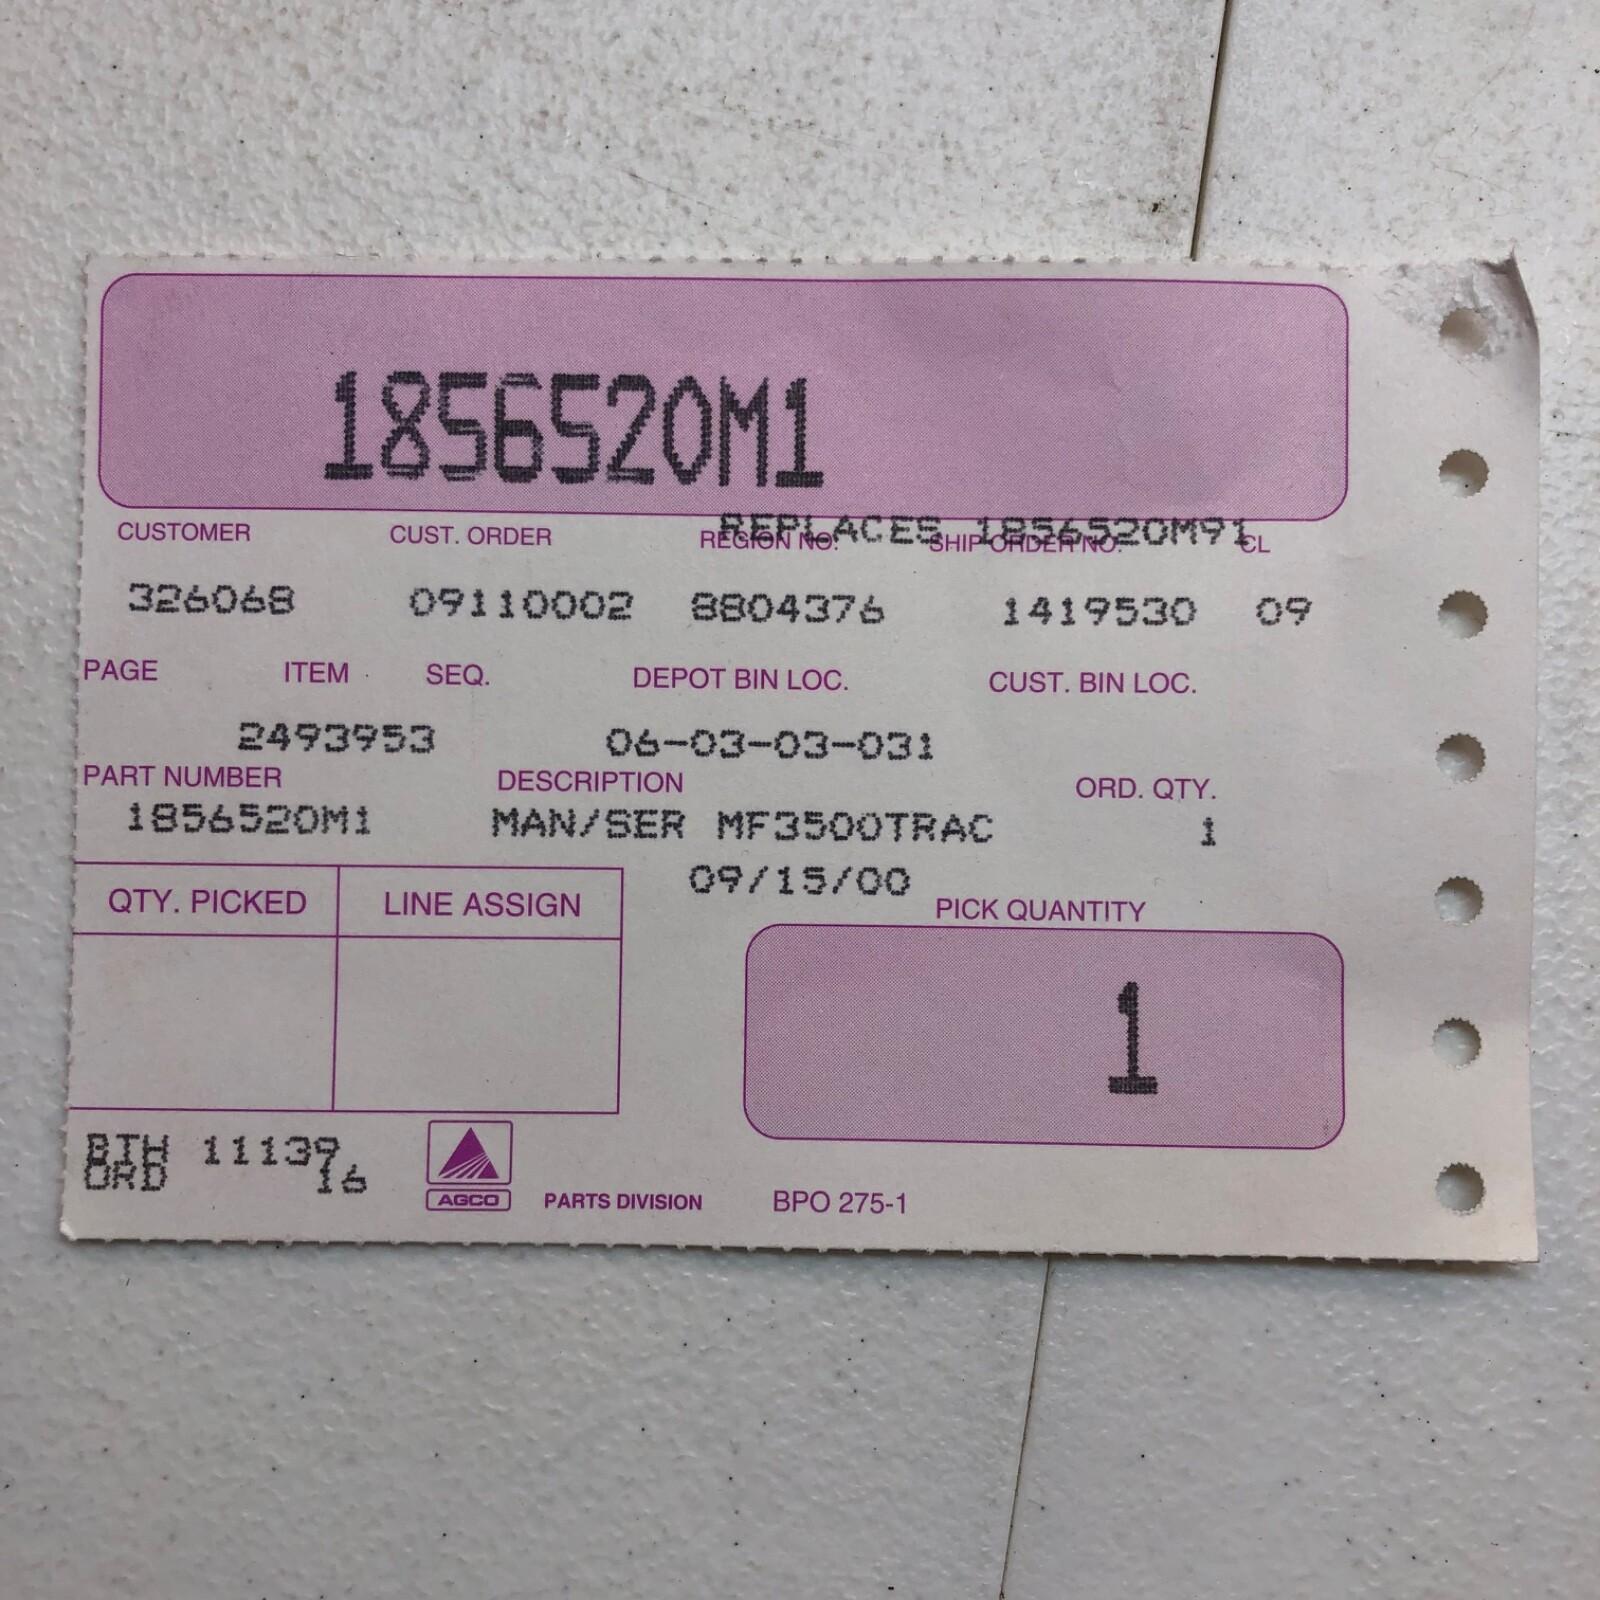 1856520M1
REPLACES 1856520M91
CUSTOMER CUST. ORDER REGION NO. SHIP ORDER NO. CL
326068 09110002 8804376 1419530 09
PAGE ITEM SEQ. DEPOT BIN LOC. CUST. BIN LOC.
2493953 06-03-03-031
PART NUMBER DESCRIPTION ORD. QTY.
1856520M1 MAN/SER MF3500TRAC 1
09/15/00
QTY. PICKED LINE ASSIGN PICK QUANTITY
1
BTH 11139
ORD 16
AGCO PARTS DIVISION BPO 275-1